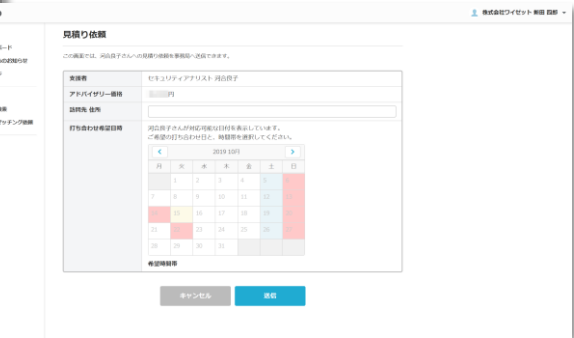 株式会社ワイゼット 新田 四郎
見積り依頼
この画面では、河合良子さんへの見積り依頼を事務局へ送信できます。
支援者 セキュリティアナリスト 河合良子
アドバイザリー価格 円
訪問先 住所
打ち合わせ希望日時 河合良子さんが対応可能な日付を表示しています。
ご希望の打ち合わせ日と、時間帯を選択してください。
< 2019 10月 >
月 火 水 木 金 土 日
1 2 3 4 5 6
7 8 9 10 11 12 13
14 15 16 17 18 19 20
21 22 23 24 25 26 27
28 29 30 31
希望時間帯
キャンセル 送信
ード
のお知らせ
ッチング依頼